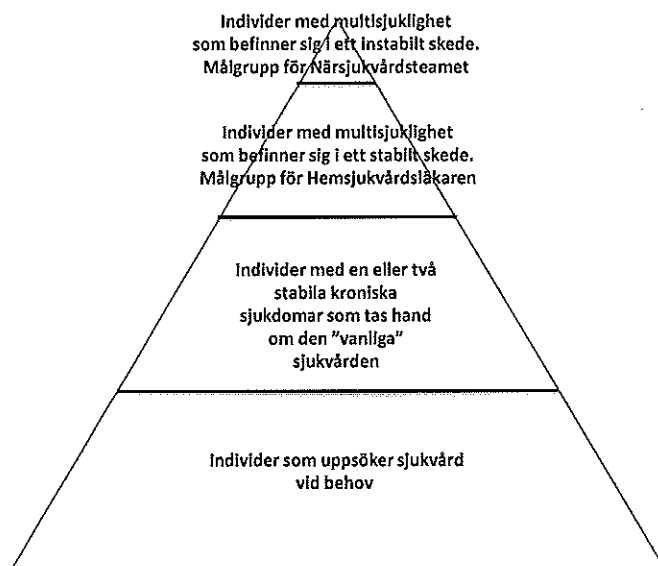 Individer med multisjuklighet
som befinner sig i ett instabilt skede.
Målgrupp för Närsjukvårdsteamet
Individer med multisjuklighet
som befinner sig i ett stabilt skede.
Målgrupp för Hemsjukvårdsläkaren
Individer med en eller två
stabila kroniska
sjukdomar som tas hand
om den "vanliga"
sjukvården
Individer som uppsöker sjukvård
vid behov